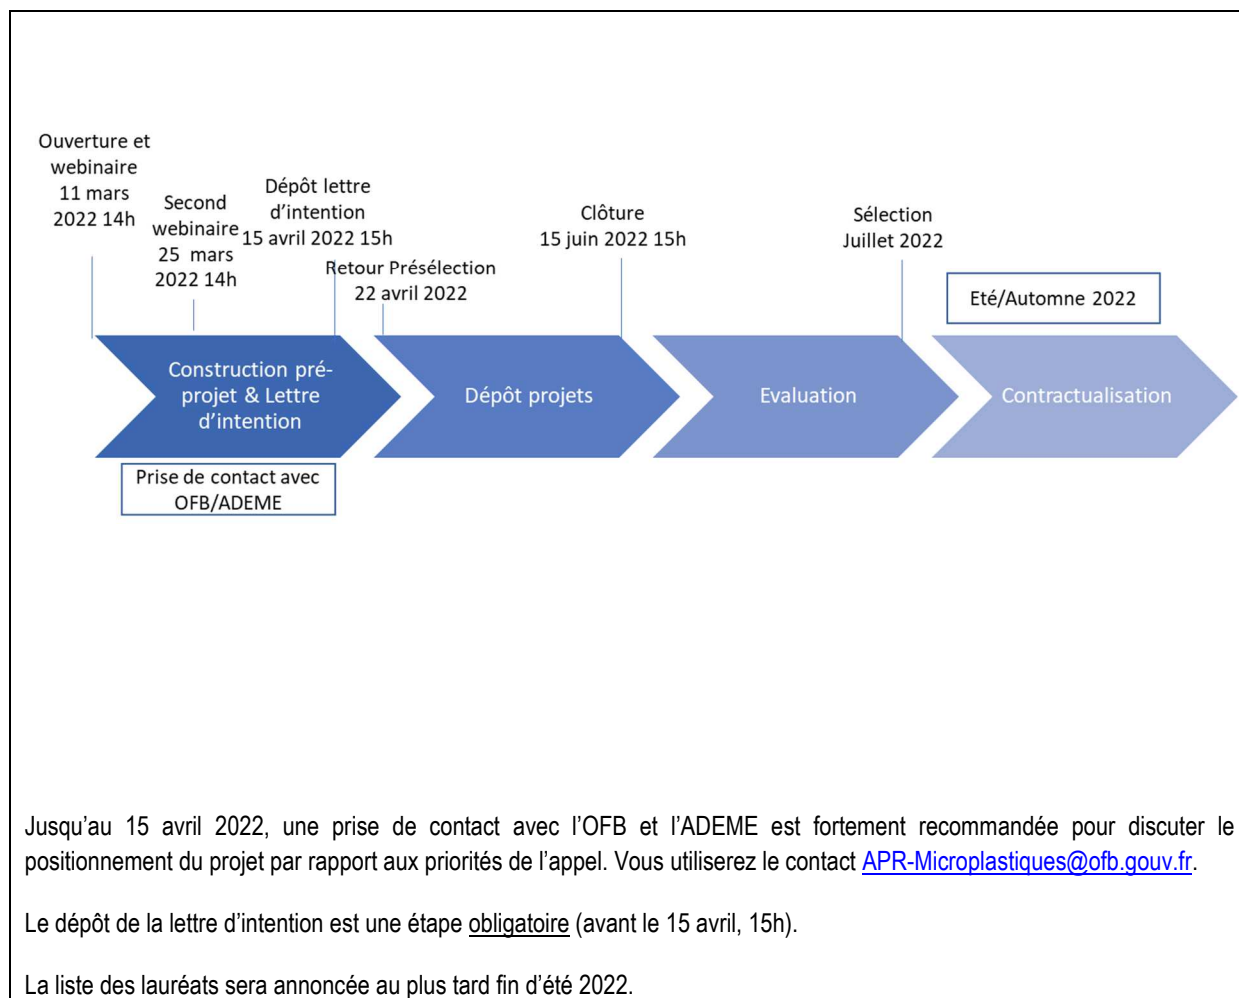 Ouverture et
webinaire
11 mars
2022 14h
Second
webinaire
25 mars
2022 14h
Dépôt lettre
d'intention
15 avril 2022 15h
Retour Présélection
22 avril 2022
Clôture
15 juin 2022 15h
Sélection
Juillet 2022
Eté/Automne 2022
Construction pré-
projet & Lettre
d'intention
Dépôt projets
Evaluation
Contractualisation
Prise de contact avec
OFB/ADEME
Jusqu'au 15 avril 2022, une prise de contact avec l'OFB et l'ADEME est fortement recommandée pour discuter le
positionnement du projet par rapport aux priorités de l'appel. Vous utiliserez le contact APR-Microplastiques@ofb.gouv.fr.
Le dépôt de la lettre d'intention est une étape obligatoire (avant le 15 avril, 15h).
La liste des lauréats sera annoncée au plus tard fin d'été 2022.